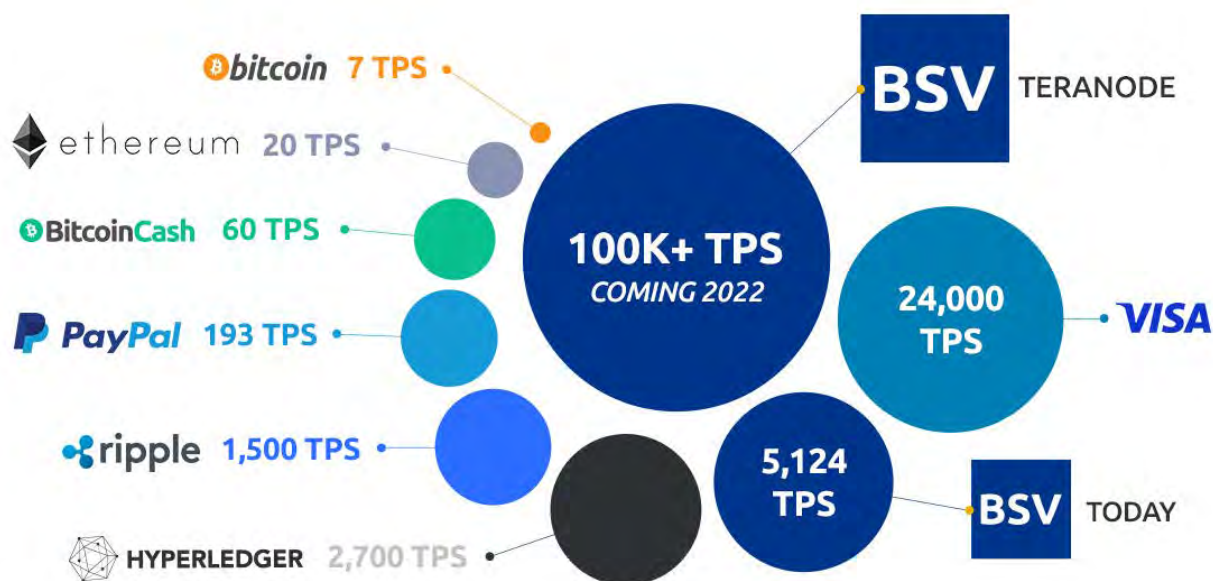 bitcoin 7 TPS
ethereum 20 TPS
BitcoinCash 60 TPS
PayPal 193 TPS
ripple 1,500 TPS
HYPERLEDGER 2,700 TPS
100K+ TPS
COMING 2022
BSV TERANODE
24,000
TPS
VISA
5,124
TPS
BSV TODAY